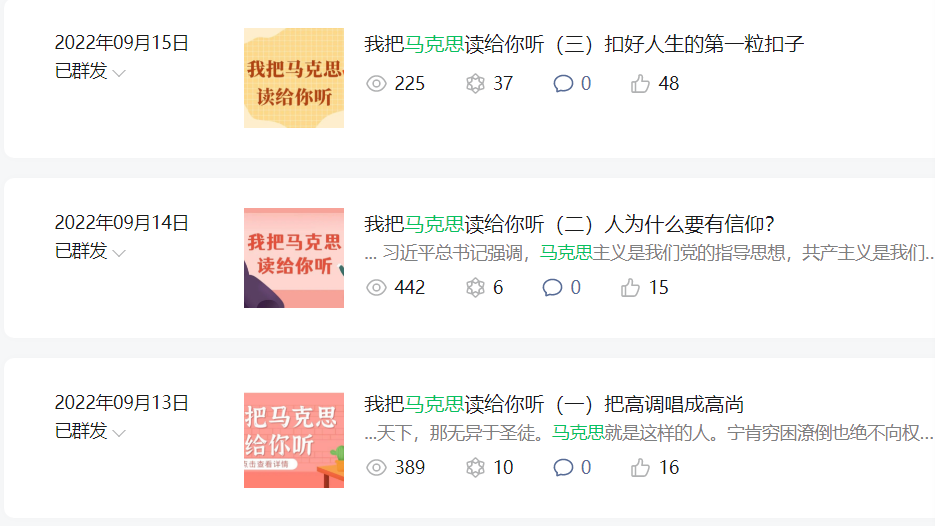 2022年09月15日
已群发
我把马克思
读给你听
我把马克思读给你听（三）扣好人生的第一粒扣子
225 37 0 48
2022年09月14日
已群发
我把马克思
读给你听
我把马克思读给你听（二）人为什么要有信仰？
... 习近平总书记强调，马克思主义是我们党的指导思想，共产主义是我们...
442 6 0 15
2022年09月13日
已群发
把马克思
给你听
点击查看详情
我把马克思读给你听（一）把高调唱成高尚
...天下，那无异于圣徒。马克思就是这样的人。宁肯穷困潦倒也绝不向权...
389 10 0 16